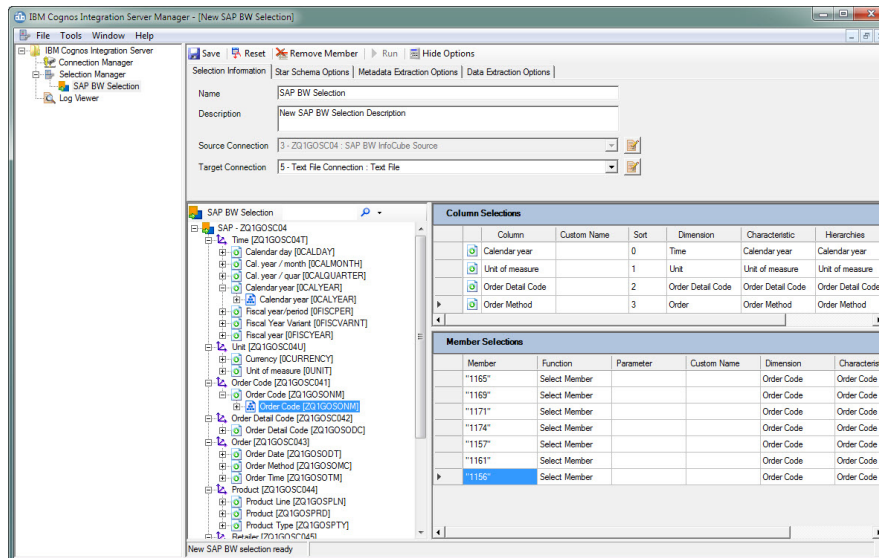 IBM Cognos Integration Server Manager - [New SAP BW Selection]
File Tools Window Help
IBM Cognos Integration Server
Connection Manager
Selection Manager
SAP BW Selection
Log Viewer
Save Reset Remove Member Run Hide Options
Selection Information Star Schema Options Metadata Extraction Options Data Extraction Options
Name SAP BW Selection
Description New SAP BW Selection Description
Source Connection 3 - ZQ1GOSC04 : SAP BW InfoCube Source
Target Connection 5 - Text File Connection : Text File
SAP BW Selection
SAP - ZQ1GOSC04
Time [ZQ1GOSC04T]
Calendar day [0CALDAY]
Cal. year / month [0CALMONTH]
Cal. year / quar [0CALQUARTER]
Calendar year [0CALYEAR]
Calendar year [0CALYEAR]
Fiscal year/period [0FISCPER]
Fiscal Year Variant [0FISCVARNT]
Fiscal year [0FISCYEAR]
Unit [ZQ1GOSC04U]
Currency [0CURRENCY]
Unit of measure [0UNIT]
Order Code [ZQ1GOSC041]
Order Code [ZQ1GOSONM]
Order Code [ZQ1GOSONM]
Order Detail Code [ZQ1GOSC042]
Order Detail Code [ZQ1GOSODC]
Order [ZQ1GOSC043]
Order Date [ZQ1GOSODT]
Order Method [ZQ1GOSOMC]
Order Time [ZQ1GOSOTM]
Product [ZQ1GOSC044]
Product Line [ZQ1GOSPLN]
Product [ZQ1GOSPRD]
Product Type [ZQ1GOSPTY]
Retailer [ZQ1GOSC045]
Column Selections
Column Custom Name Sort Dimension Characteristic Hierarchies
Calendar year 0 Time Calendar year Calendar year
Unit of measure 1 Unit Unit of measure Unit of measure
Order Detail Code 2 Order Detail Code Order Detail Code Order Detail Code
Order Method 3 Order Order Method Order Method
Member Selections
Member Function Parameter Custom Name Dimension Characteris
"1165" Select Member Order Code Order Code
"1169" Select Member Order Code Order Code
"1171" Select Member Order Code Order Code
"1174" Select Member Order Code Order Code
"1157" Select Member Order Code Order Code
"1161" Select Member Order Code Order Code
"1156" Select Member Order Code Order Code
New SAP BW selection ready